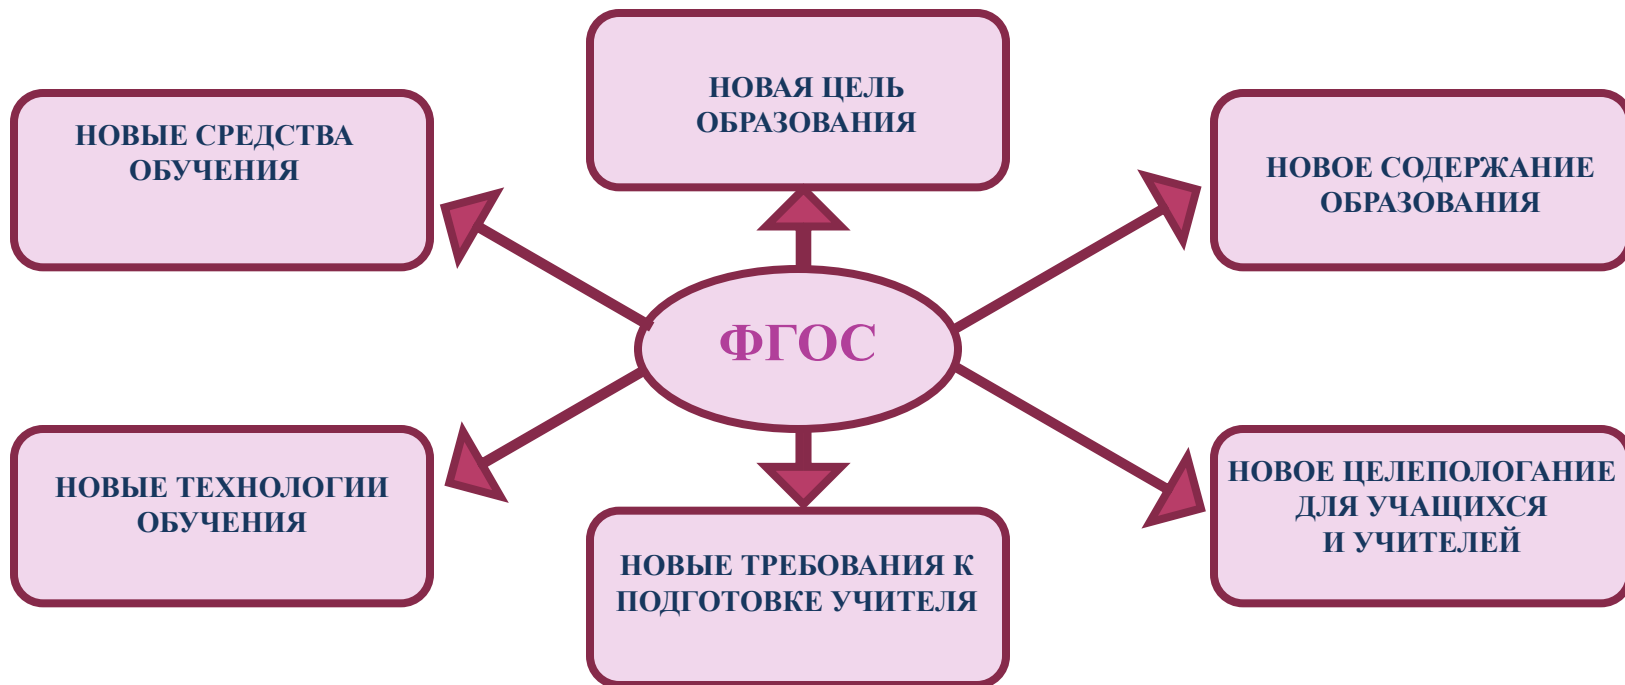 НОВАЯ ЦЕЛЬ
ОБРАЗОВАНИЯ
НОВЫЕ СРЕДСТВА
ОБУЧЕНИЯ
НОВОЕ СОДЕРЖАНИЕ
ОБРАЗОВАНИЯ
ФГОС
НОВЫЕ ТЕХНОЛОГИИ
ОБУЧЕНИЯ
НОВОЕ ЦЕЛЕПОЛОГАНИЕ
ДЛЯ УЧАЩИХСЯ
И УЧИТЕЛЕЙ
НОВЫЕ ТРЕБОВАНИЯ К
ПОДГОТОВКЕ УЧИТЕЛЯ